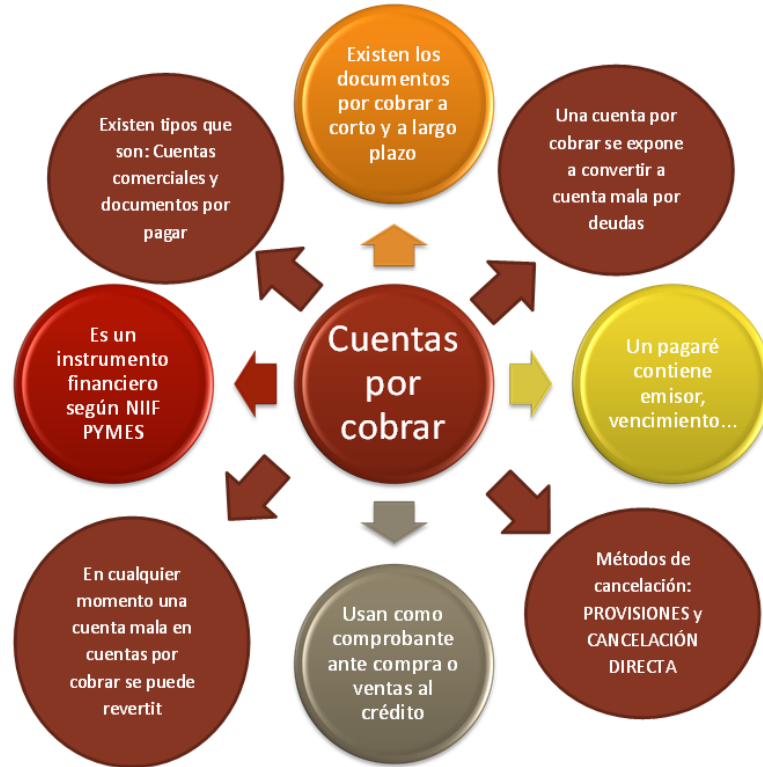 Existen los
documentos
por cobrar a
corto y a largo
plazo
Existen tipos que
son: Cuentas
comerciales y
documentos por
pagar
Una cuenta por
cobrar se expone
a convertir a
cuenta mala por
deudas
Es un
instrumento
financiero
según NIIF
PYMES
Cuentas
por
cobrar
Un pagaré
contiene
emisor,
vencimiento...
En cualquier
momento una
cuenta mala en
cuentas por
cobrar se puede
revertit
Usan como
comprobante
ante compra o
ventas al
crédito
Métodos de
cancelación:
PROVISIONES y
CANCELACIÓN
DIRECTA